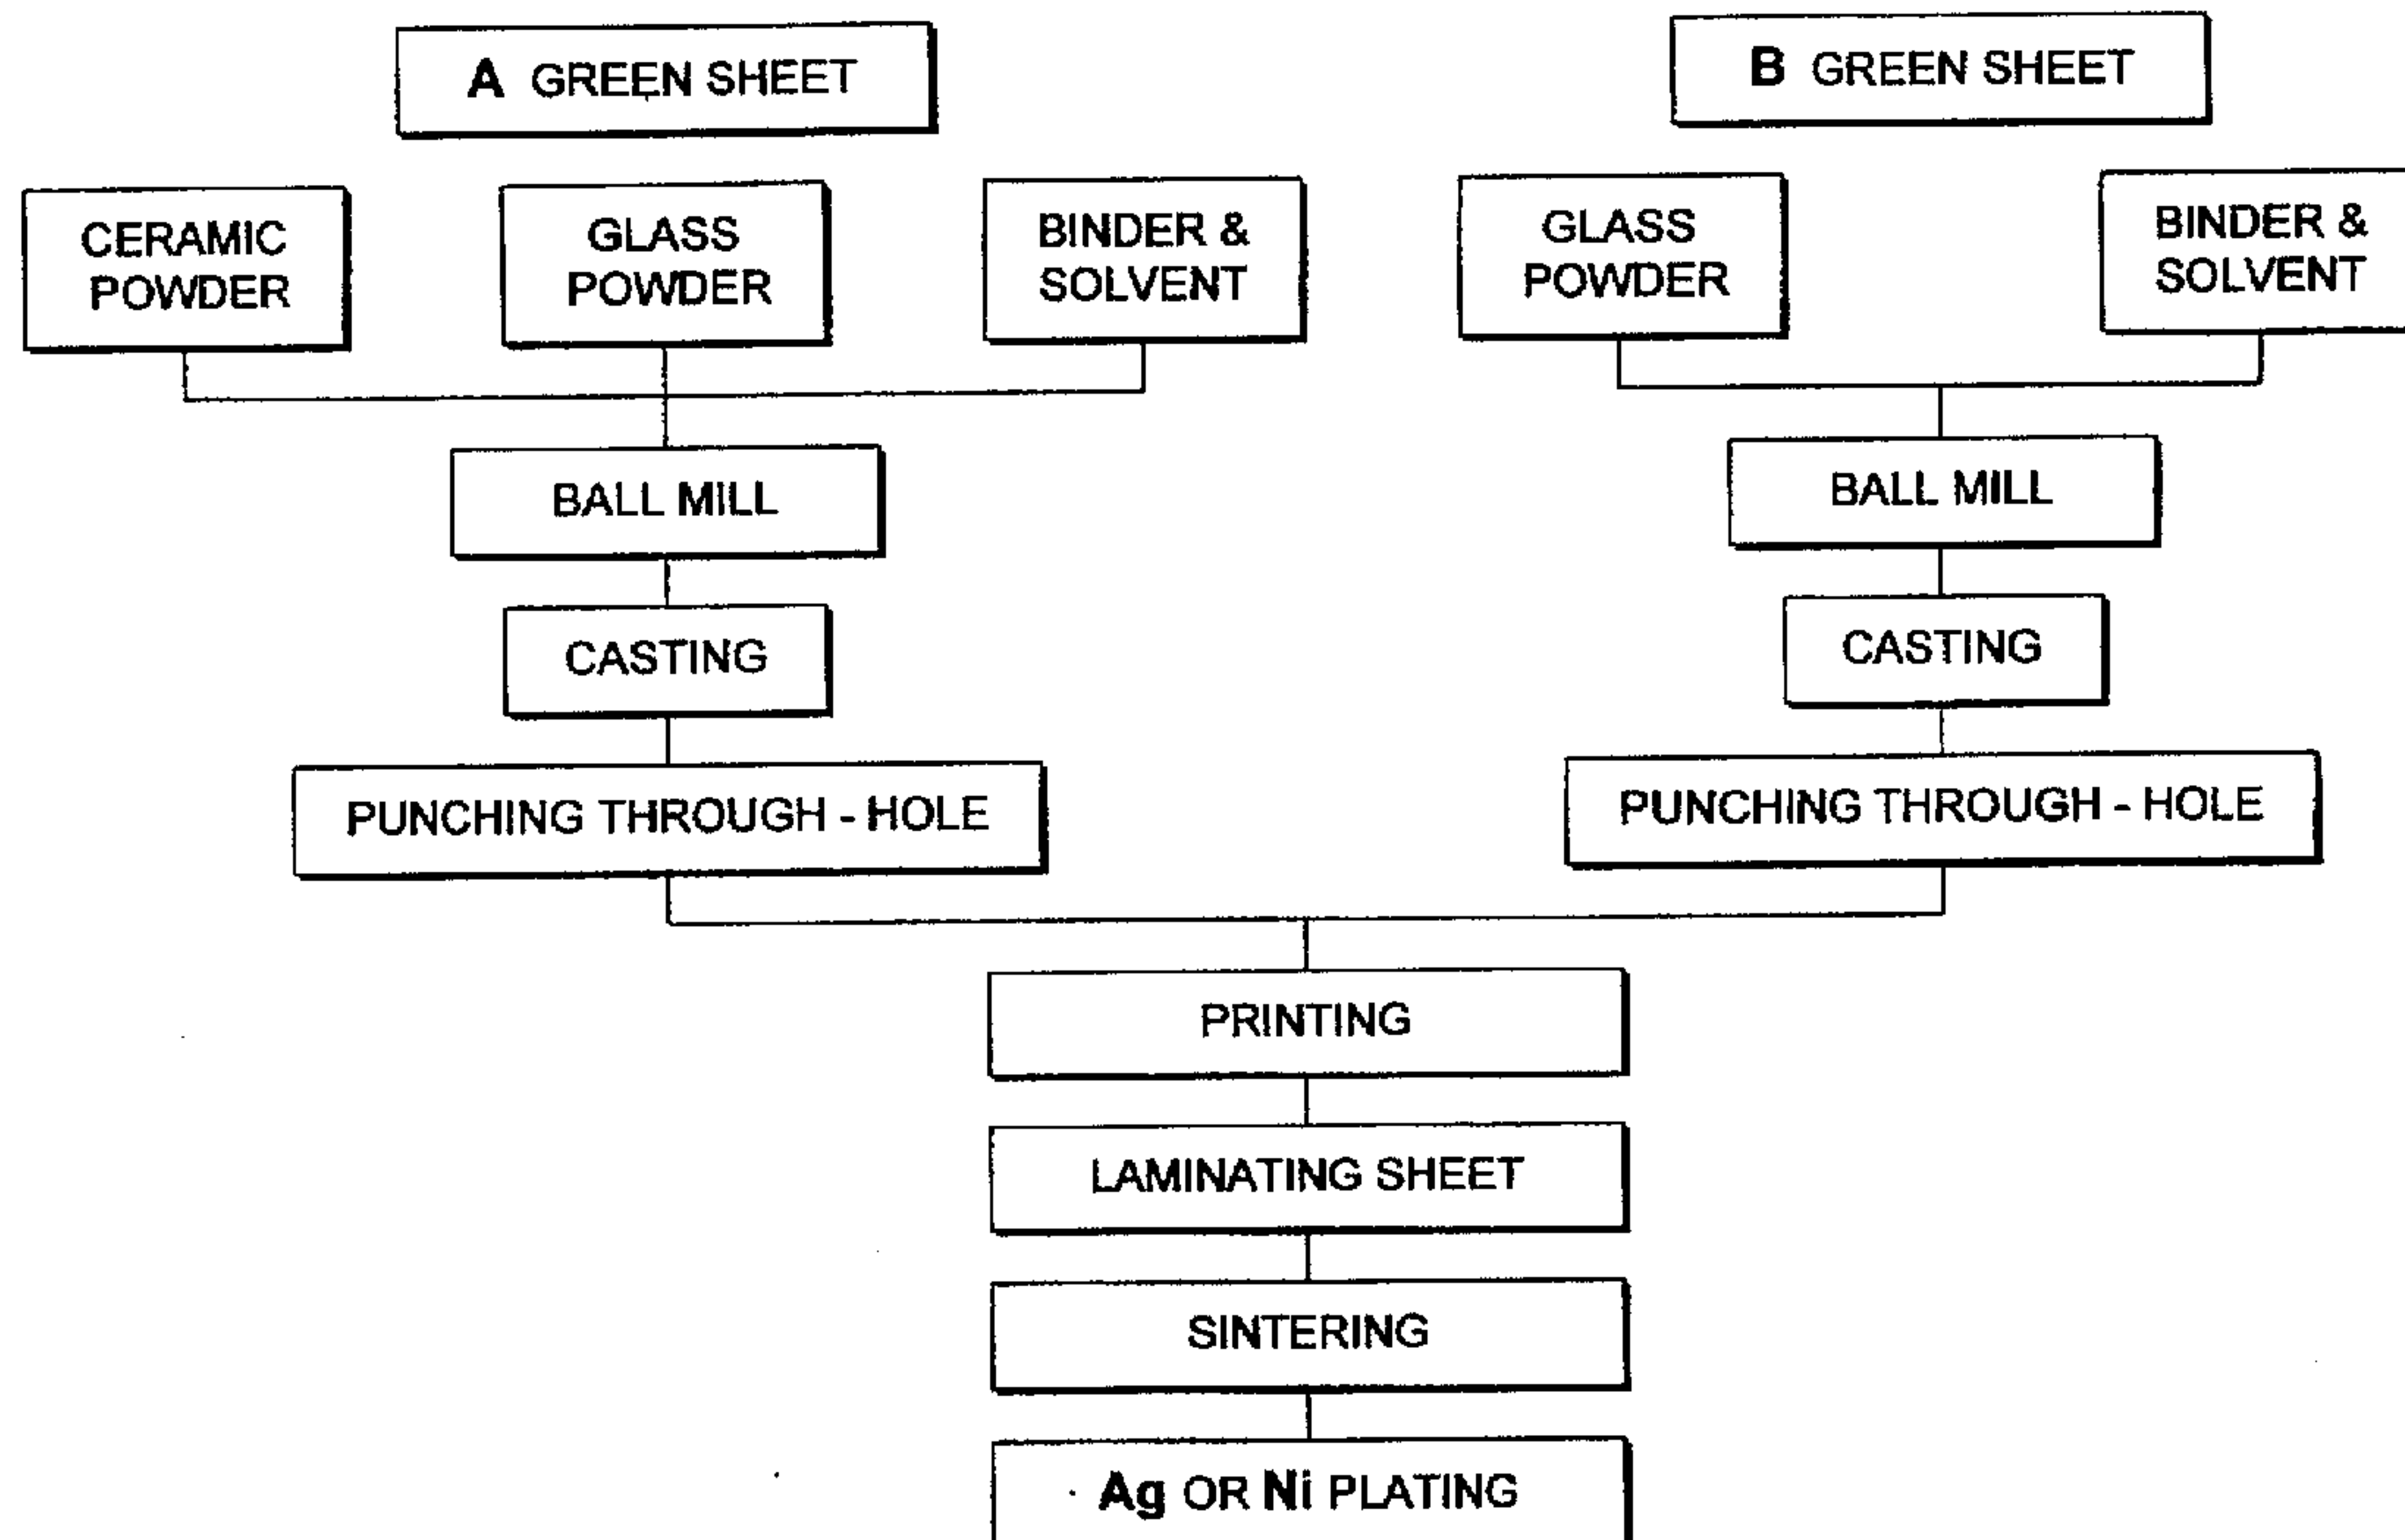 A GREEN SHEET
B GREEN SHEET
CERAMIC
POWDER
GLASS
POWDER
BINDER &
SOLVENT
GLASS
POWDER
BINDER &
SOLVENT
BALL MILL
BALL MILL
CASTING
CASTING
PUNCHING THROUGH - HOLE
PUNCHING THROUGH - HOLE
PRINTING
LAMINATING SHEET
SINTERING
Ag OR Ni PLATING